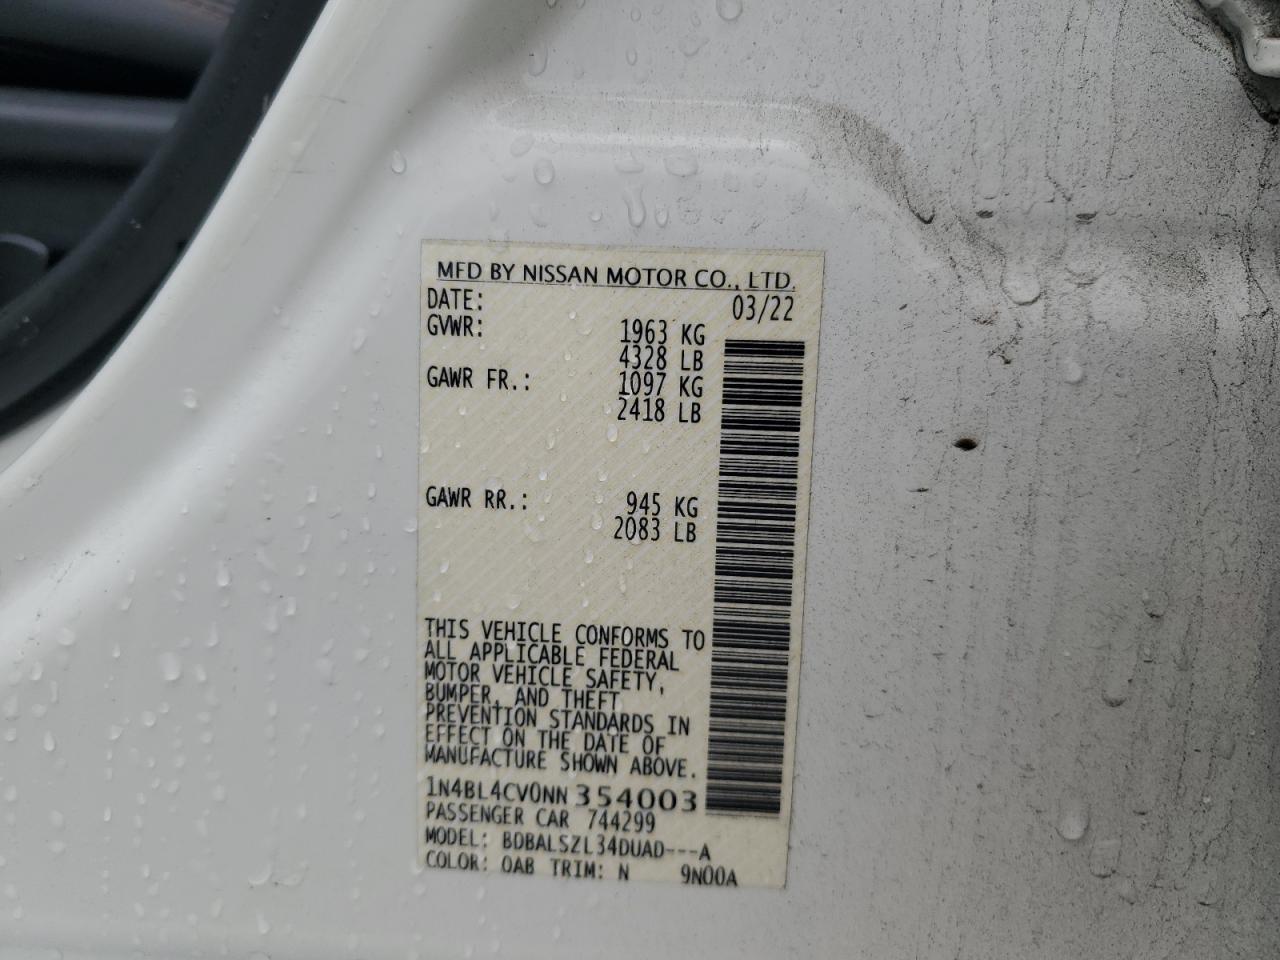 MFD BY NISSAN MOTOR CO., LTD.
DATE: 03/22
GVWR: 1963 KG
4328 LB
GAWR FR.: 1097 KG
2418 LB
GAWR RR.: 945 KG
2083 LB
THIS VEHICLE CONFORMS TO
ALL APPLICABLE FEDERAL
MOTOR VEHICLE SAFETY,
BUMPER, AND THEFT
PREVENTION STANDARDS IN
EFFECT ON THE DATE OF
MANUFACTURE SHOWN ABOVE.
1N4BL4CV0NN 354003
PASSENGER CAR 744299
MODEL: BDBALSZL34DUAD---A
COLOR: QAB TRIM: N 9N00A